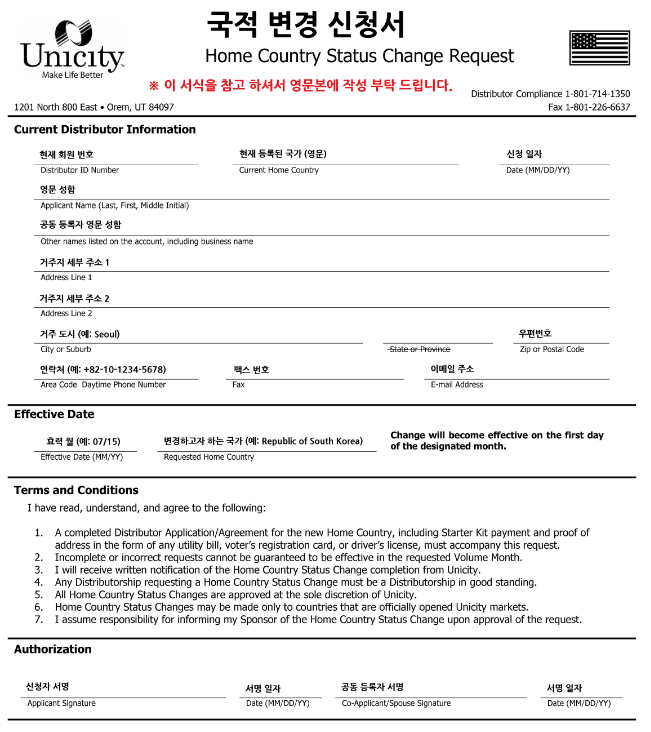 국적 변경 신청서
Unicity.
Make Life Better
Home Country Status Change Request
※ 이 서식을 참고 하셔서 영문본에 작성 부탁 드립니다.
Distributor Compliance 1-801-714-1350
1201 North 800 East • Orem, UT 84097
Fax 1-801-226-6637
Current Distributor Information
현재 회원 번호 현재 등록된 국가 (영문) 신청 일자
Distributor ID Number Current Home Country Date (MM/DD/YY)
영문 성함
Applicant Name (Last, First, Middle Initial)
공동 등록자 영문 성함
Other names listed on the account, including business name
거주지 세부 주소 1
Address Line 1
거주지 세부 주소 2
Address Line 2
거주 도시 (예: Seoul) 우편번호
City or Suburb State or Province Zip or Postal Code
연락처 (예: +82-10-1234-5678) 팩스 번호 이메일 주소
Area Code Daytime Phone Number Fax E-mail Address
Effective Date
효력 월 (예: 07/15) 변경하고자 하는 국가 (예: Republic of South Korea)
Effective Date (MM/YY) Requested Home Country
Change will become effective on the first day
of the designated month.
Terms and Conditions
I have read, understand, and agree to the following:
1. A completed Distributor Application/Agreement for the new Home Country, including Starter Kit payment and proof of
address in the form of any utility bill, voter's registration card, or driver's license, must accompany this request.
2. Incomplete or incorrect requests cannot be guaranteed to be effective in the requested Volume Month.
3. I will receive written notification of the Home Country Status Change completion from Unicity.
4. Any Distributorship requesting a Home Country Status Change must be a Distributorship in good standing.
5. All Home Country Status Changes are approved at the sole discretion of Unicity.
6. Home Country Status Changes may be made only to countries that are officially opened Unicity markets.
7. I assume responsibility for informing my Sponsor of the Home Country Status Change upon approval of the request.
Authorization
신청자 서명 서명 일자 공동 등록자 서명 서명 일자
Applicant Signature Date (MM/DD/YY) Co-Applicant/Spouse Signature Date (MM/DD/YY)